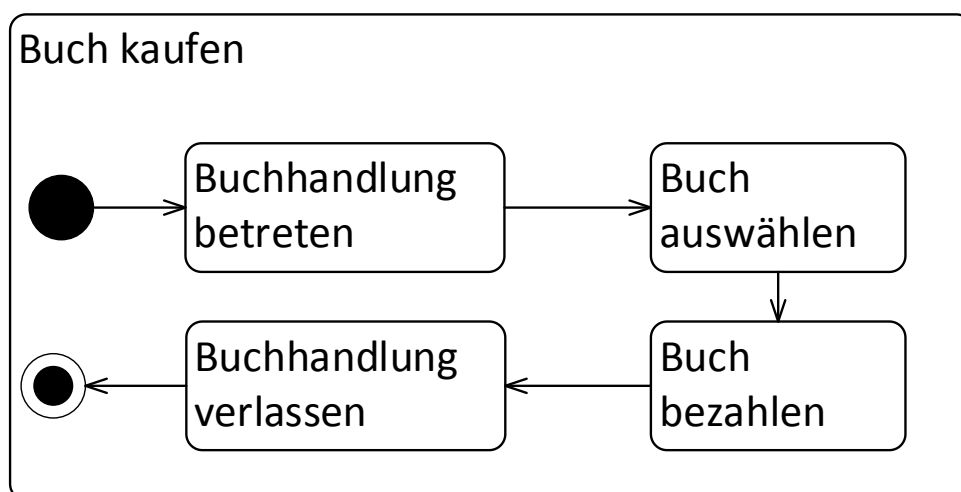 Buch kaufen
Buchhandlung
betreten
Buch
auswählen
Buchhandlung
verlassen
Buch
bezahlen